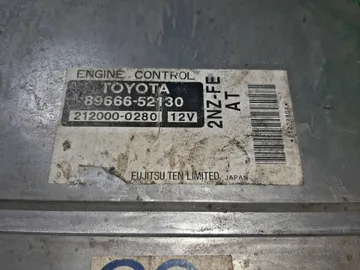 ENGINE CONTROL
TOYOTA
89666-52130
212000-0280 12V
2NZ-FE
AT
FUJITSU TEN LIMITED. JAPAN